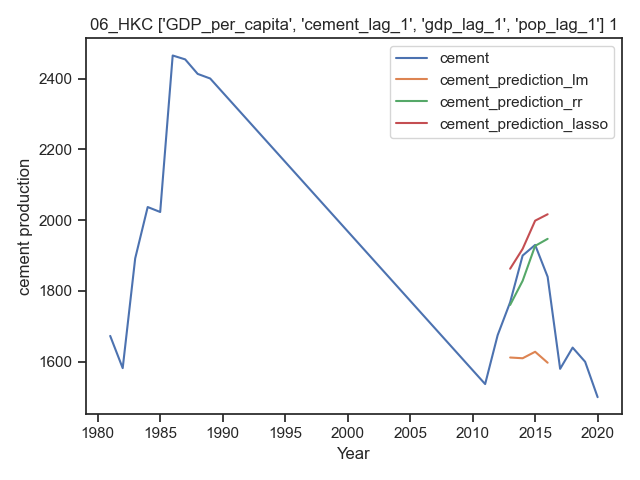 06_HKC ['GDP_per_capita', 'cement_lag_1', 'gdp_lag_1', 'pop_lag_1'] 1
cement
cement_prediction_lm
cement_prediction_rr
cement_prediction_lasso
cement production
2400
2200
2000
1800
1600
1980 1985 1990 1995 2000 2005 2010 2015 2020
Year